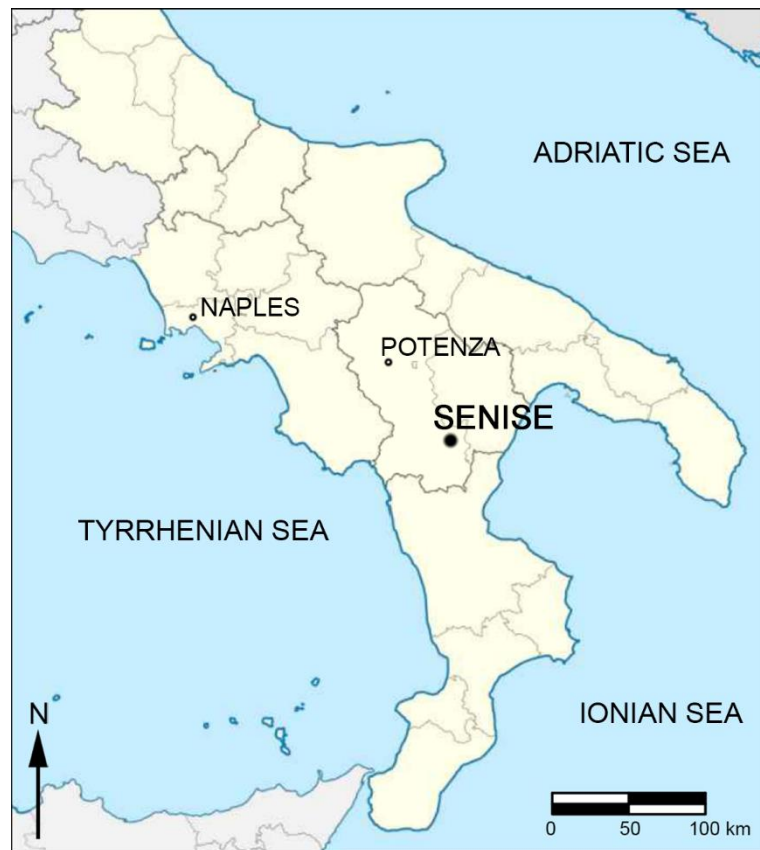 ADRIATIC SEA
NAPLES
POTENZA
SENISE
TYRRHENIAN SEA
IONIAN SEA
N
0 50 100 km